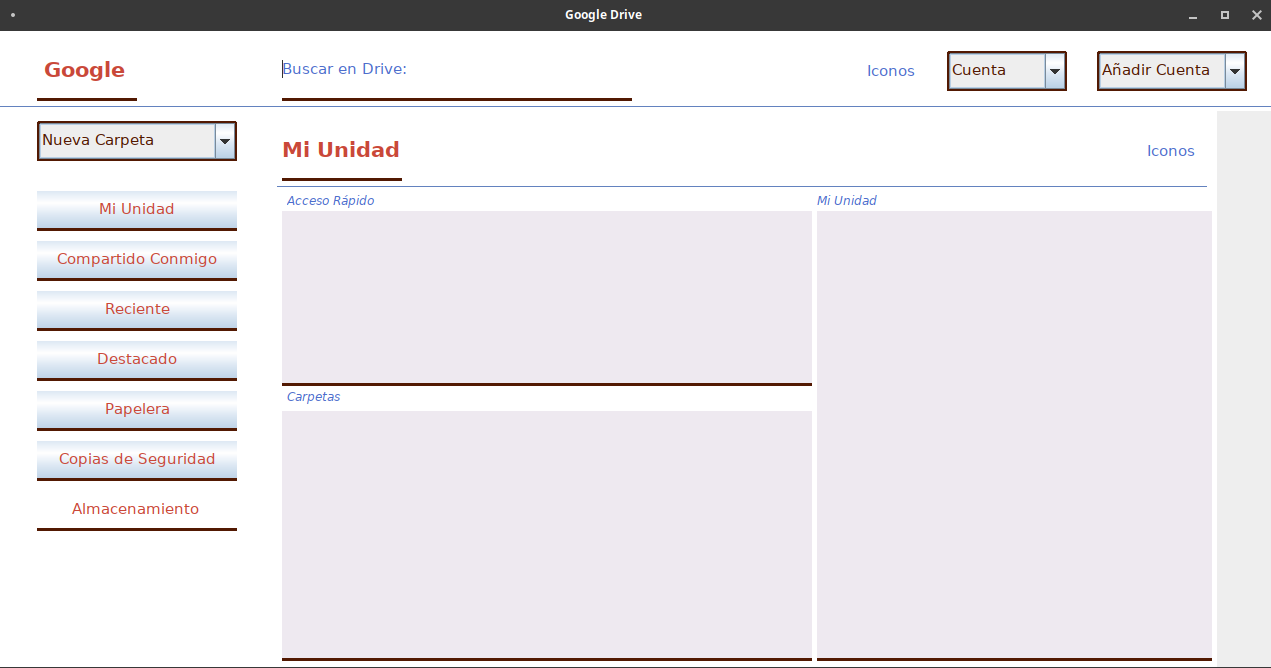 Google Drive
Google
Buscar en Drive:
Iconos
Cuenta
Añadir Cuenta
Nueva Carpeta
Mi Unidad
Compartido Conmigo
Reciente
Destacado
Papelera
Copias de Seguridad
Almacenamiento
Mi Unidad
Iconos
Acceso Rápido
Mi Unidad
Carpetas